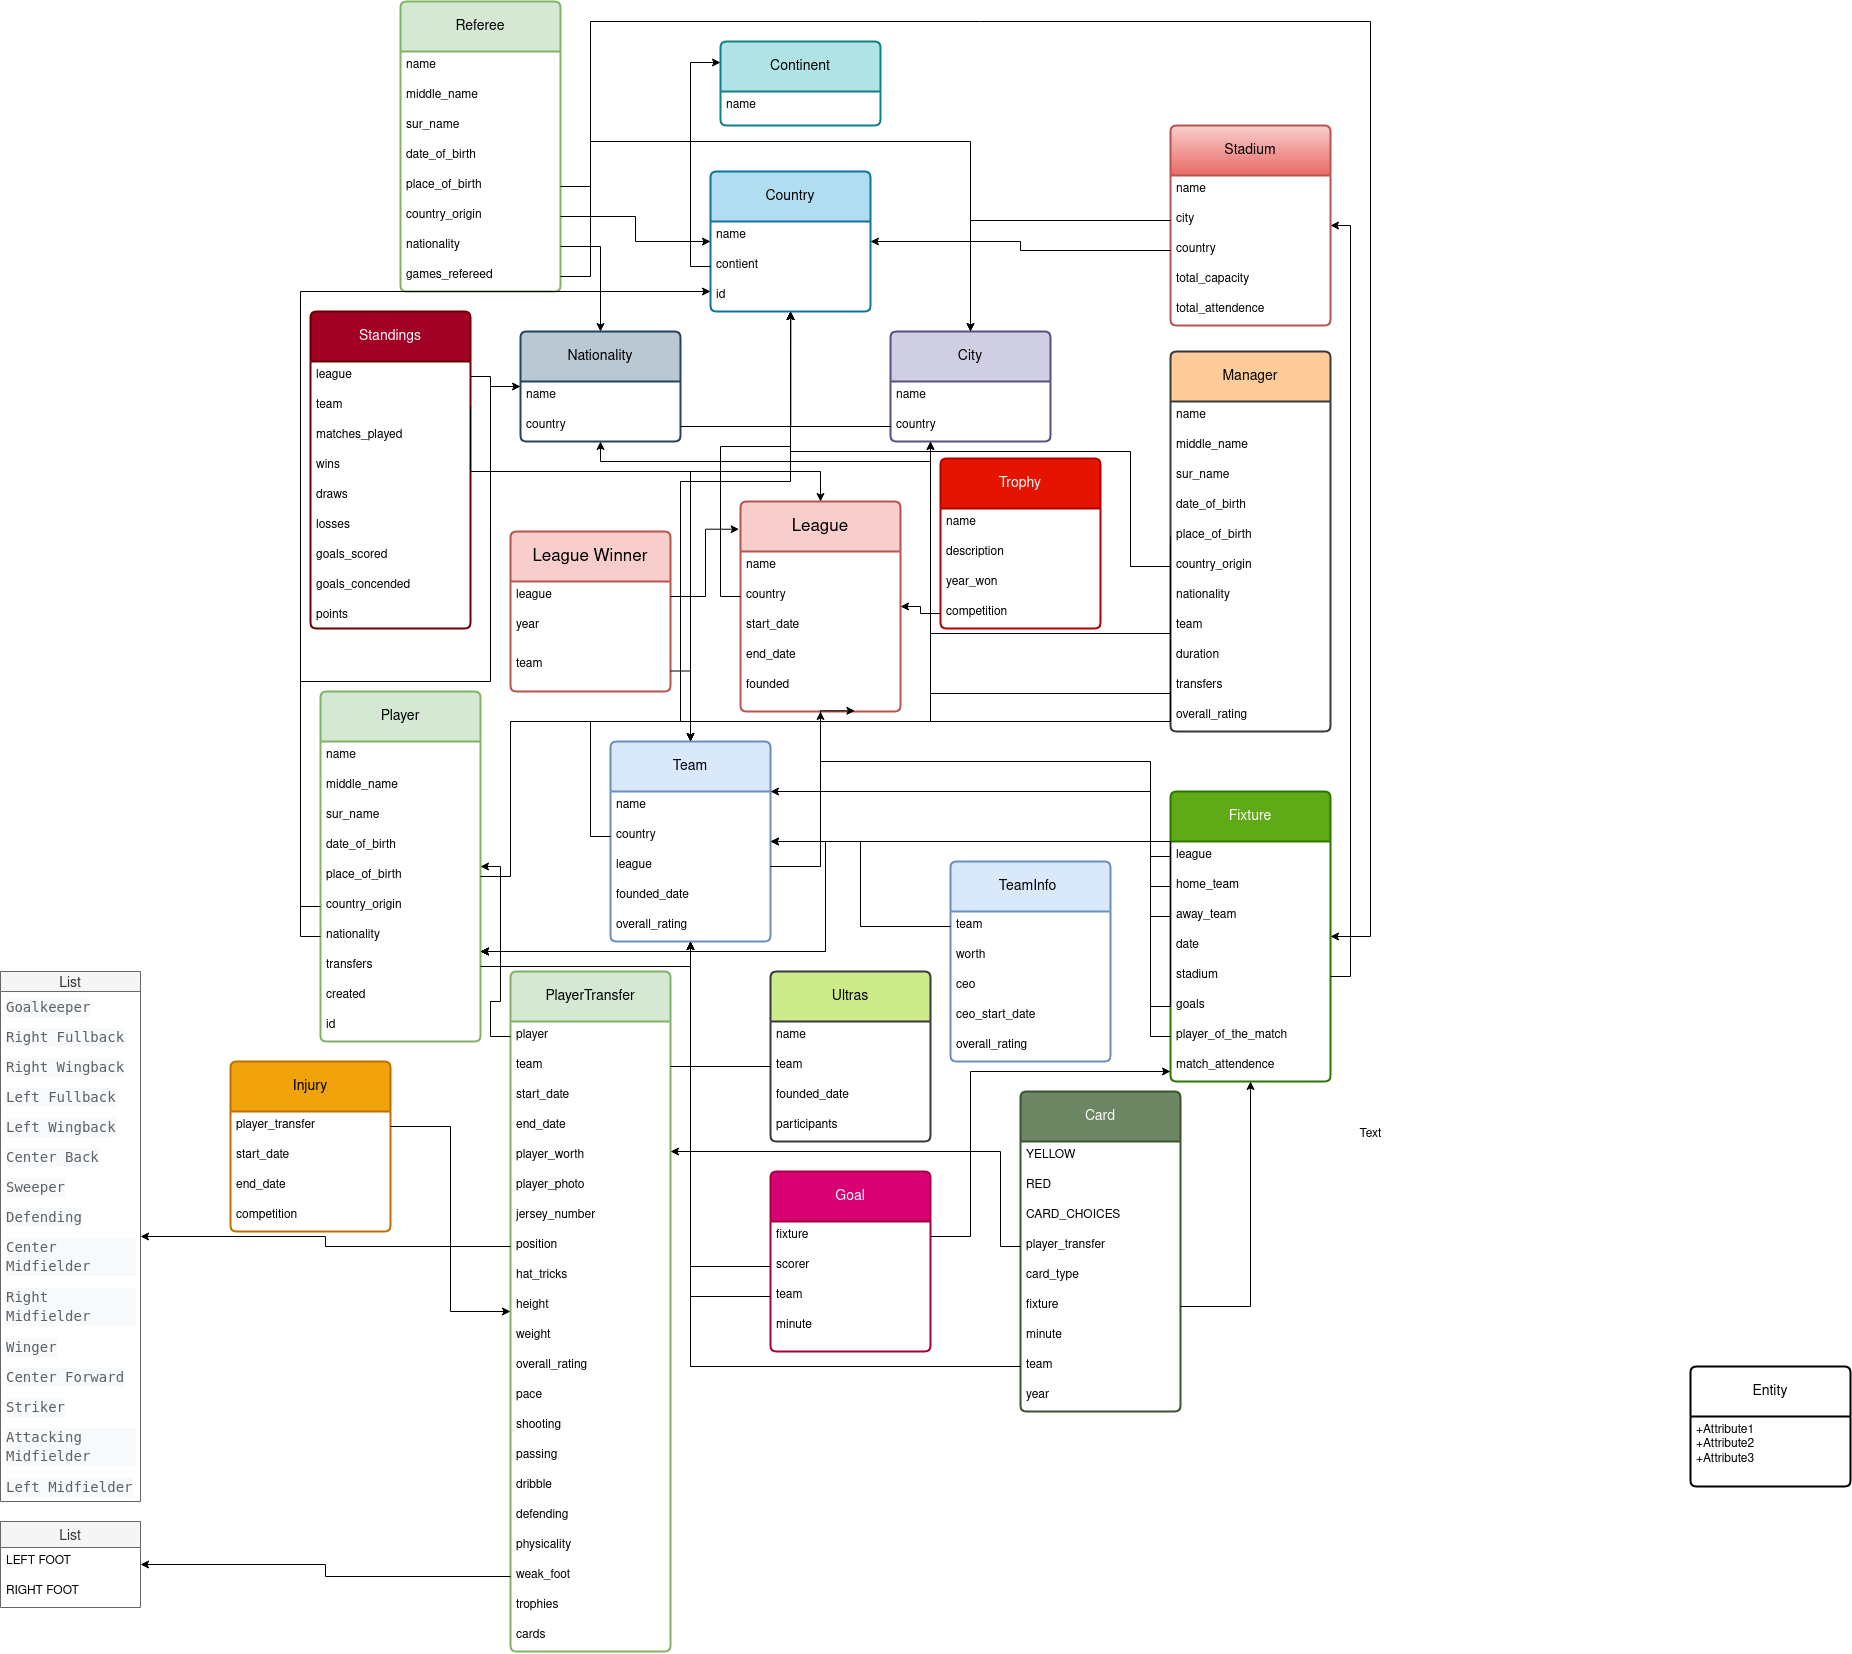 Referee
name
middle_name
sur_name
date_of_birth
place_of_birth
country_origin
nationality
games_refereed
Continent
name
Country
name
contient
id
Stadium
name
city
country
total_capacity
total_attendence
Standings
league
team
matches_played
wins
draws
losses
goals_scored
goals_concended
points
Nationality
name
country
City
name
country
Manager
name
middle_name
sur_name
date_of_birth
place_of_birth
country_origin
nationality
team
duration
transfers
overall_rating
Trophy
name
description
year_won
competition
League
name
country
start_date
end_date
founded
League Winner
league
year
team
Player
name
middle_name
sur_name
date_of_birth
place_of_birth
country_origin
nationality
transfers
created
id
Team
name
country
league
founded_date
overall_rating
Fixture
league
home_team
away_team
date
stadium
goals
player_of_the_match
match_attendence
TeamInfo
team
worth
ceo
ceo_start_date
overall_rating
List
Goalkeeper
Right Fullback
Right Wingback
Left Fullback
Left Wingback
Center Back
Sweeper
Defending
Center
Midfielder
Right
Midfielder
Winger
Center Forward
Striker
Attacking
Midfielder
Left Midfielder
PlayerTransfer
player
team
start_date
end_date
player_worth
player_photo
jersey_number
position
hat_tricks
height
weight
overall_rating
pace
shooting
passing
dribble
defending
physicality
weak_foot
trophies
cards
Ultras
name
team
founded_date
participants
Injury
player_transfer
start_date
end_date
competition
Card
YELLOW
RED
CARD_CHOICES
player_transfer
card_type
fixture
minute
team
year
Text
Goal
fixture
scorer
team
minute
Entity
+Attribute1
+Attribute2
+Attribute3
List
LEFT FOOT
RIGHT FOOT